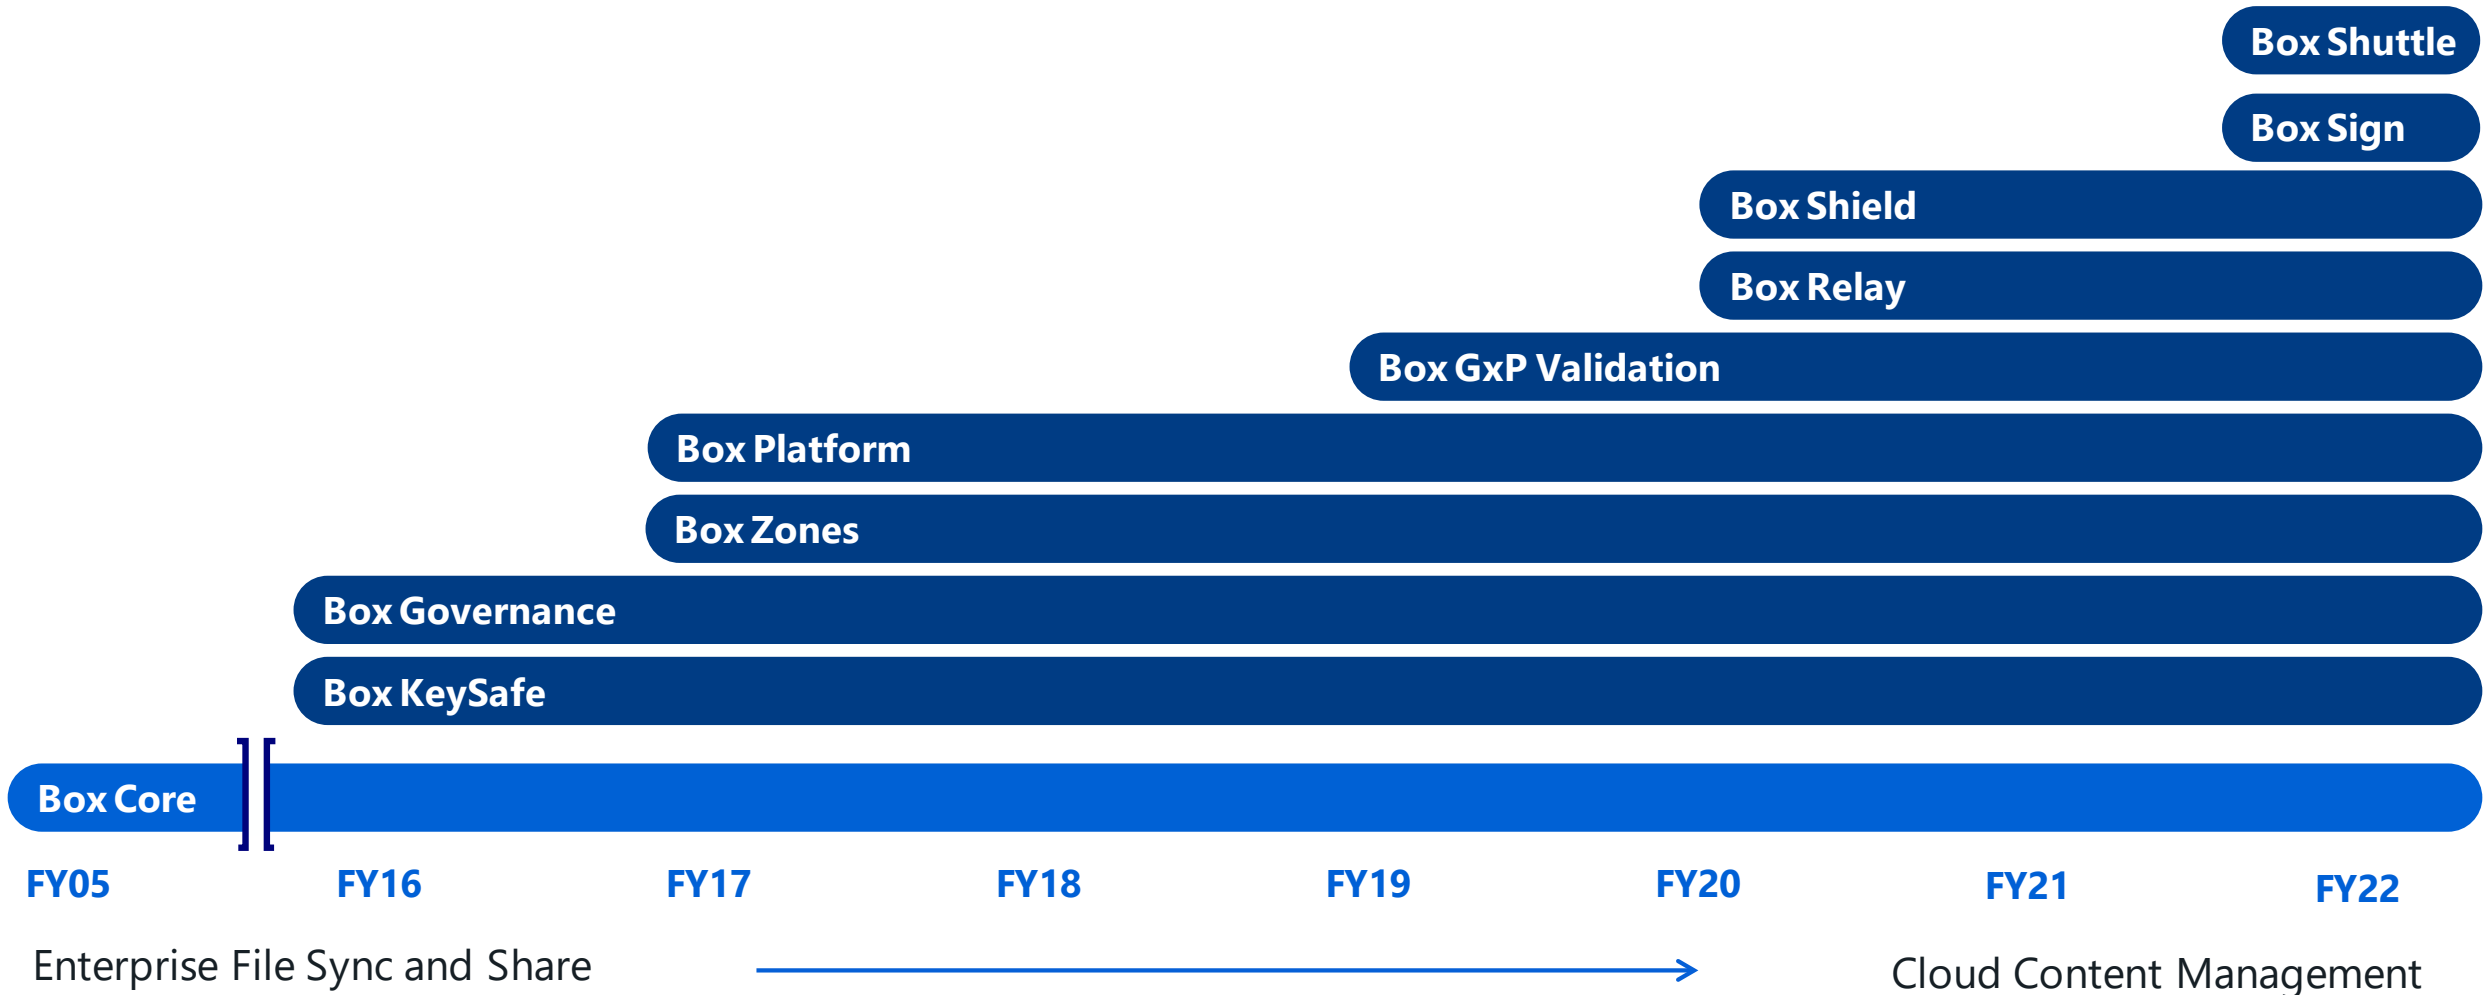 Box Shuttle
Box Sign
Box Shield
Box Relay
Box GxP Validation
Box Platform
Box Zones
Box Governance
Box KeySafe
Box Core
FY05 FY16 FY17 FY18 FY19 FY20 FY21 FY22
Enterprise File Sync and Share Cloud Content Management